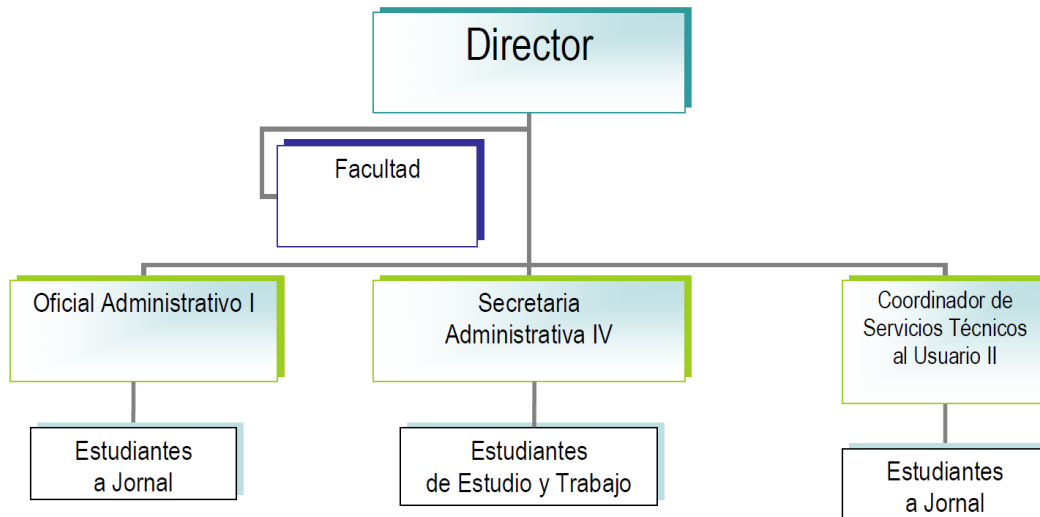 Director
Facultad
Oficial Administrativo I
Secretaria
Administrativa IV
Coordinador de
Servicios Técnicos
al Usuario II
Estudiantes
a Jornal
Estudiantes
de Estudio y Trabajo
Estudiantes
a Jornal